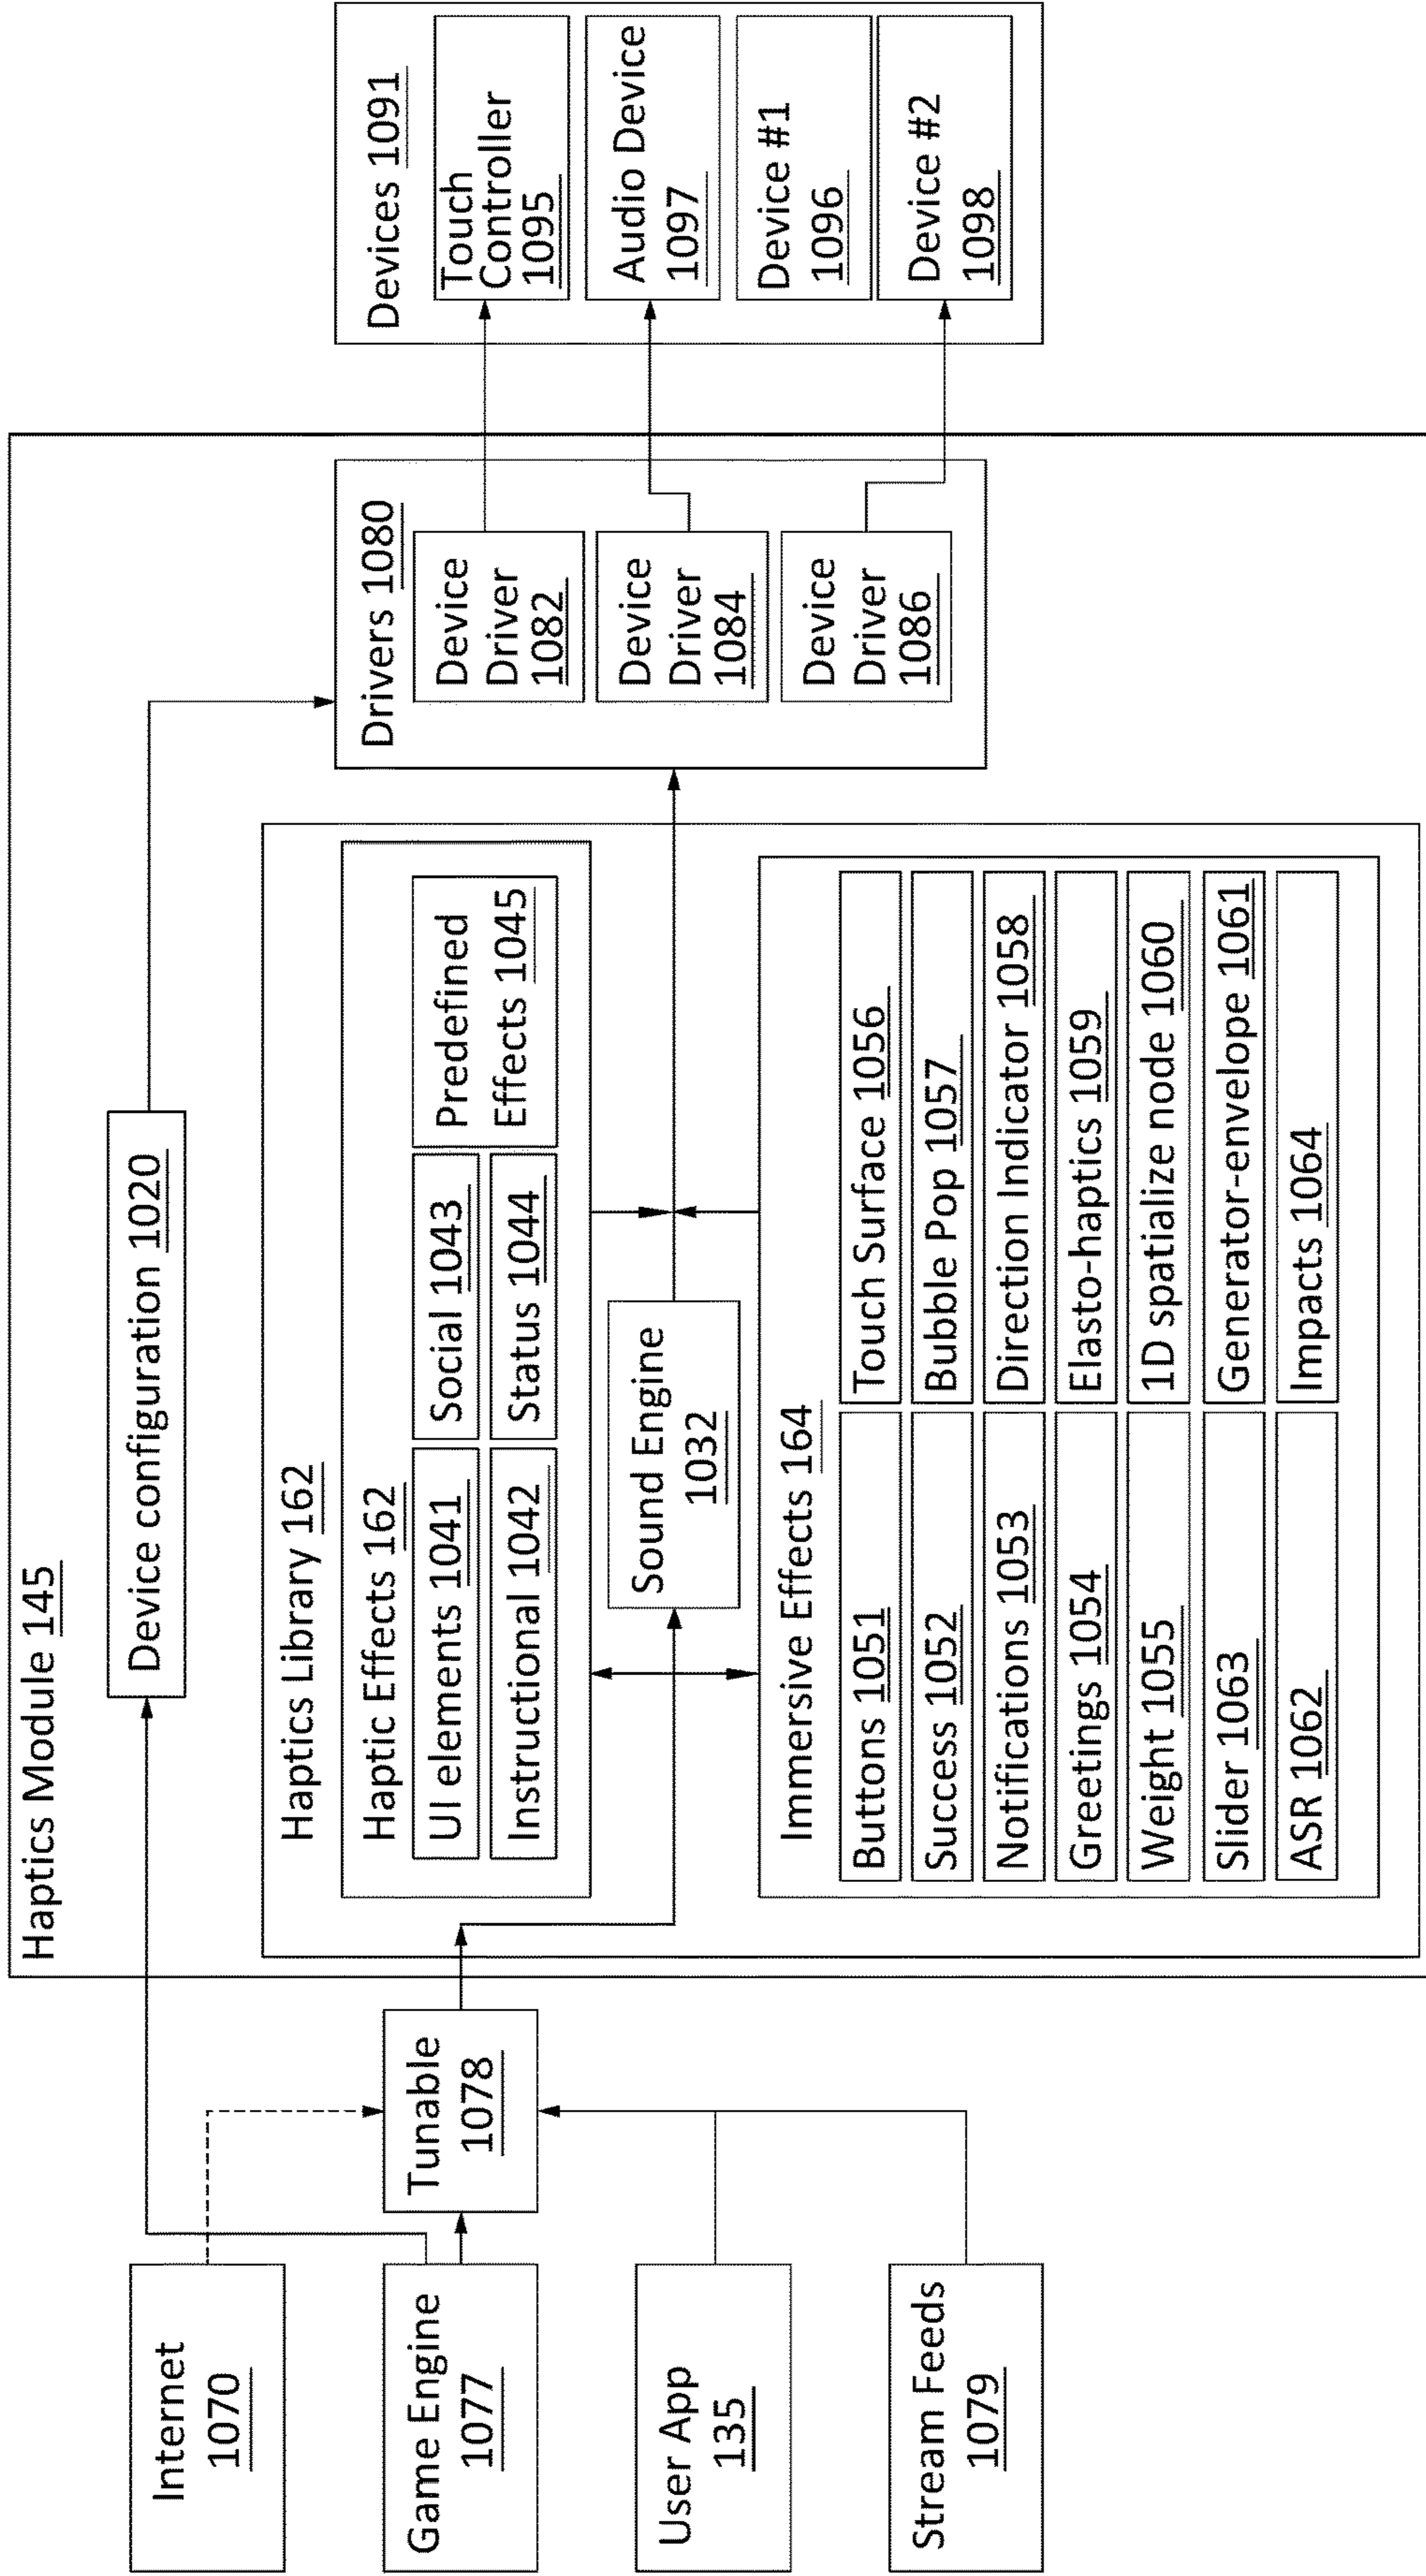 Internet
1070
Game Engine
1077
User App
135
Stream Feeds
1079
Tunable
1078
Haptics Module 145
Device configuration 1020
Haptics Library 162
Haptic Effects 162
UI elements 1041
Social 1043
Instructional 1042
Status 1044
Predefined
Effects 1045
Sound Engine
1032
Immersive Effects 164
Buttons 1051
Touch Surface 1056
Success 1052
Bubble Pop 1057
Notifications 1053
Direction Indicator 1058
Greetings 1054
Elasto-haptics 1059
Weight 1055
1D spatialize node 1060
Slider 1063
Generator-envelope 1061
ASR 1062
Impacts 1064
Drivers 1080
Device
Driver
1082
Device
Driver
1084
Device
Driver
1086
Devices 1091
Touch
Controller
1095
Audio Device
1097
Device #1
1096
Device #2
1098